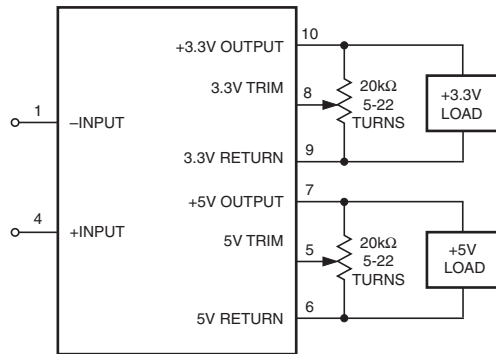 10
+3.3V OUTPUT
3.3V TRIM
8
20kΩ
5-22
TURNS
+3.3V
LOAD
1
–INPUT
3.3V RETURN
9
+5V OUTPUT
7
4
+INPUT
5V TRIM
5
20kΩ
5-22
TURNS
+5V
LOAD
5V RETURN
6